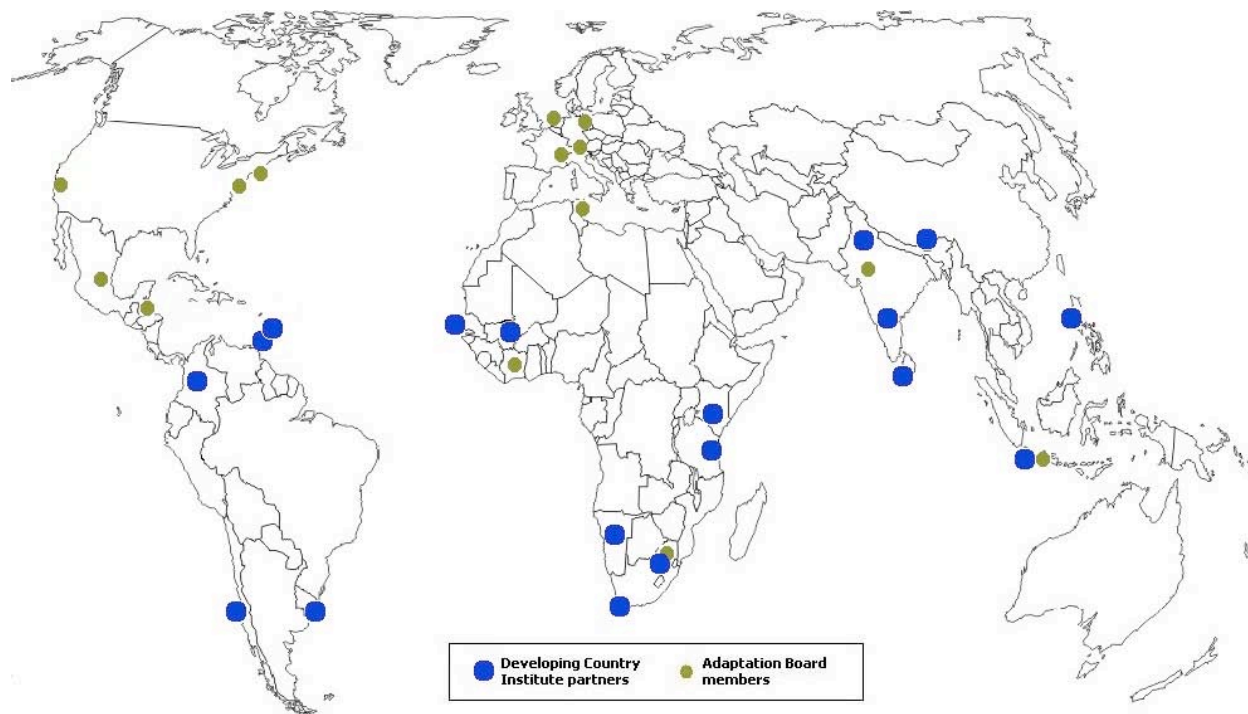 Developing Country
Institute partners
Adaptation Board
members